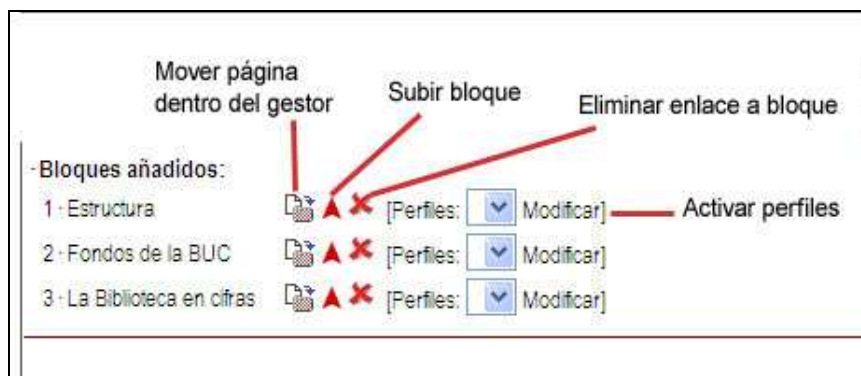 Mover página
dentro del gestor
Subir bloque
Eliminar enlace a bloque
· Bloques añadidos:
1 · Estructura [Perfiles: Modificar] Activar perfiles
2 · Fondos de la BUC [Perfiles: Modificar]
3 · La Biblioteca en cifras [Perfiles: Modificar]